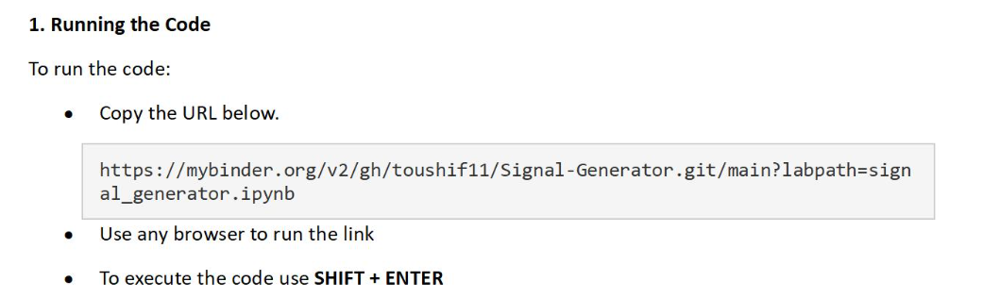 1. Running the Code
To run the code:
• Copy the URL below.
https://mybinder.org/v2/gh/toushif11/Signal-Generator.git/main?labpath=sign
al_generator.ipynb
• Use any browser to run the link
• To execute the code use SHIFT + ENTER